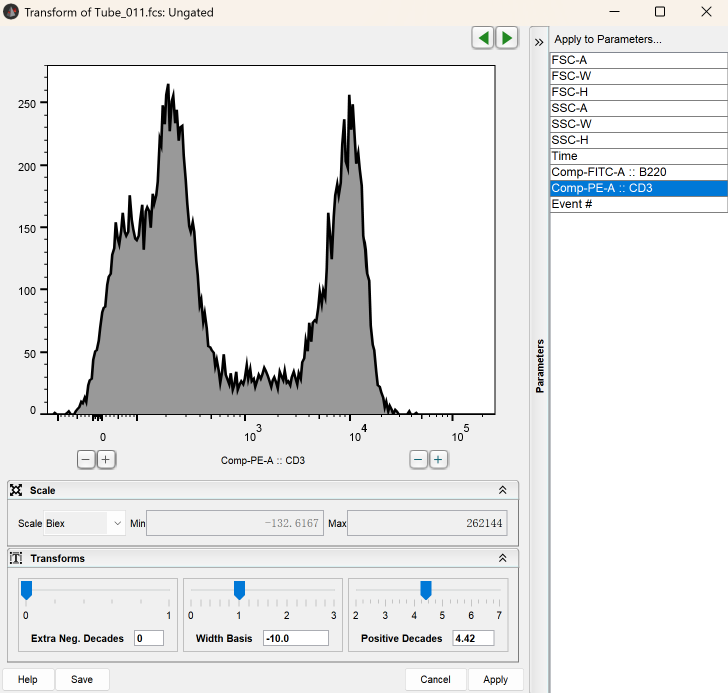 Transform of Tube_011.fcs: Ungated
Apply to Parameters...
FSC-A
FSC-W
FSC-H
SSC-A
SSC-W
SSC-H
Time
Comp-FITC-A :: B220
Comp-PE-A :: CD3
Event #
Parameters
250
200
150
100
50
0
0 10^3 10^4 10^5
Comp-PE-A :: CD3
Scale
Scale Biex Min -132.6167 Max 262144
Transforms
0 1 0 1 2 3 2 3 4 5 6 7
Extra Neg. Decades 0 Width Basis -10.0 Positive Decades 4.42
Help Save Cancel Apply